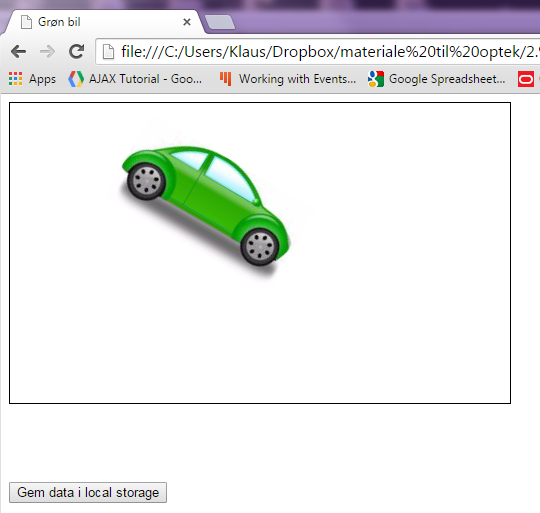 Grøn bil
file:///C:/Users/Klaus/Dropbox/materiale%20til%20optek/2.
Apps AJAX Tutorial - Goo... Working with Events... Google Spreadsheet...
Gem data i local storage